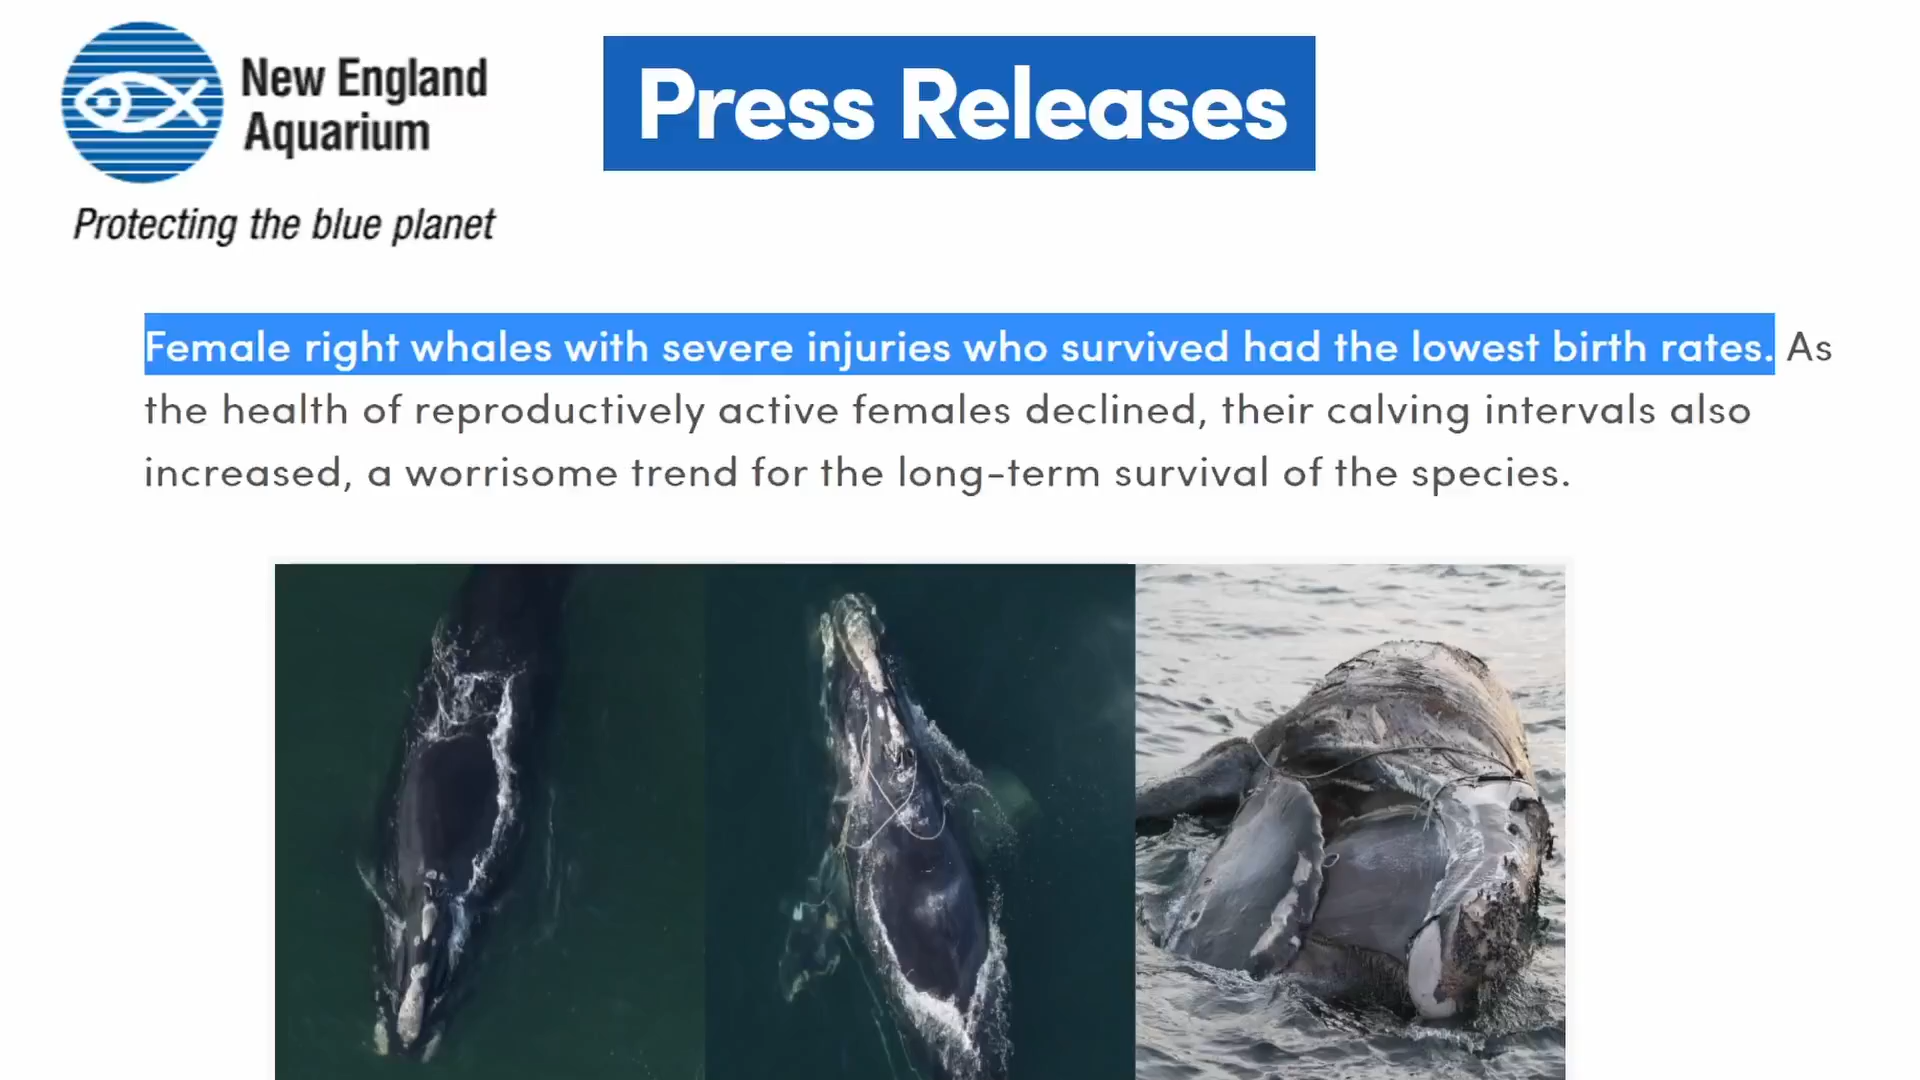 New England
Aquarium
Protecting the blue planet
Press Releases
Female right whales with severe injuries who survived had the lowest birth rates. As
the health of reproductively active females declined, their calving intervals also
increased, a worrisome trend for the long-term survival of the species.